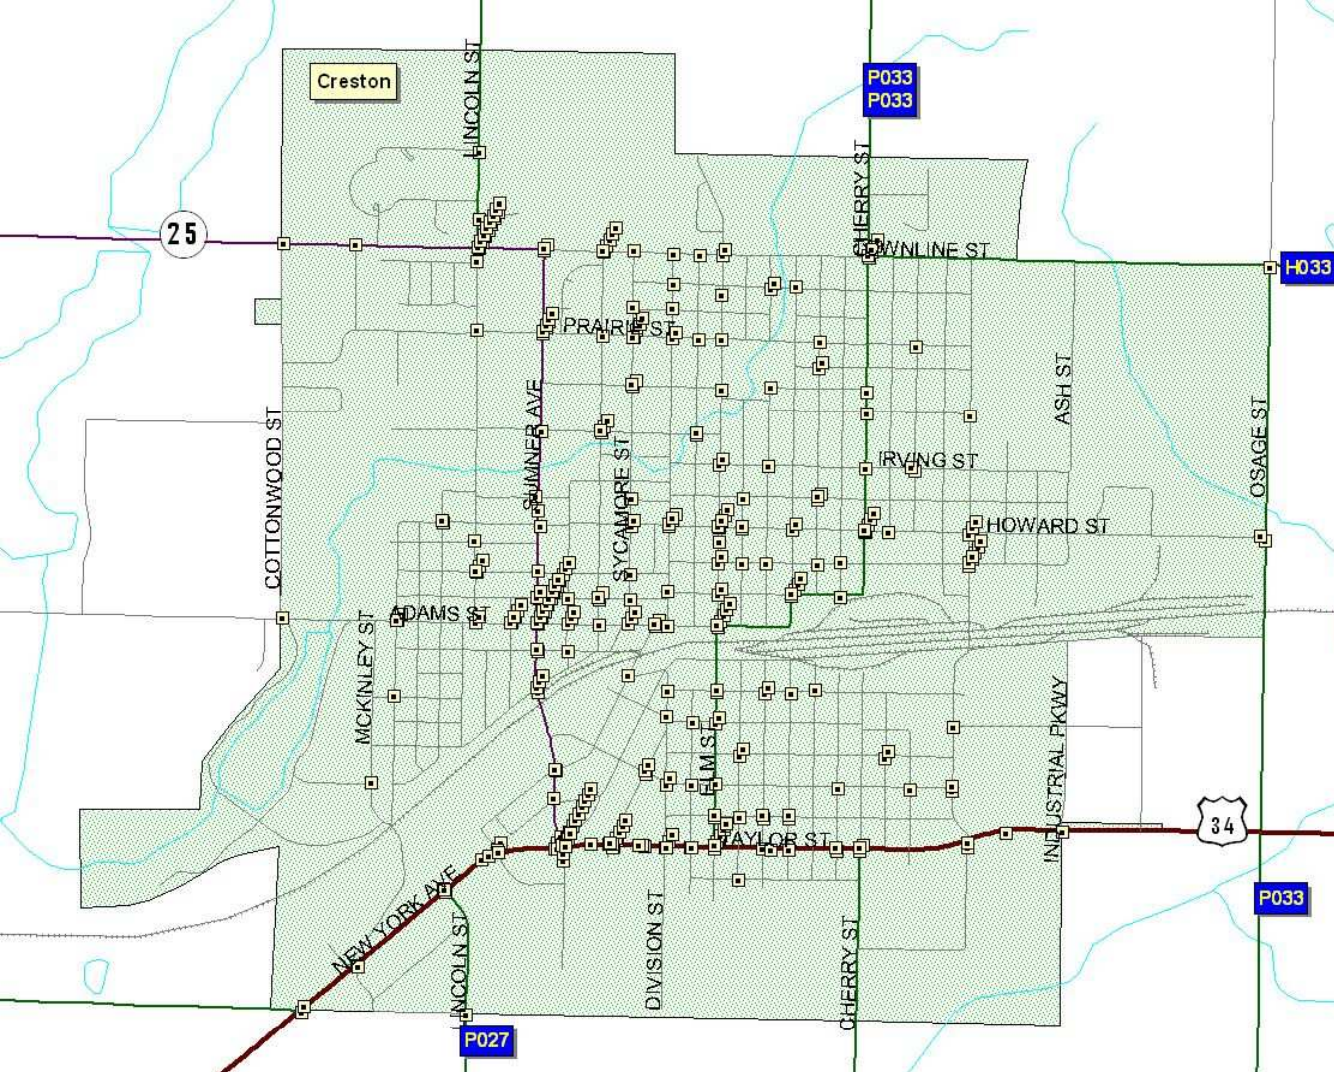 Creston
LINCOLN ST
P033
P033
CHERRY ST
25
OWNLINE ST
H033
PRAIRIE ST
SUMNER AVE
SYCAMORE ST
ASH ST
COTTONWOOD ST
OSAGE ST
IRVING ST
HOWARD ST
ADAMS ST
MCKINLEY ST
ELM ST
INDUSTRIAL PKWY
34
TAYLOR ST
NEW YORK AVE
P033
DIVISION ST
CHERRY ST
INCOLN ST
P027